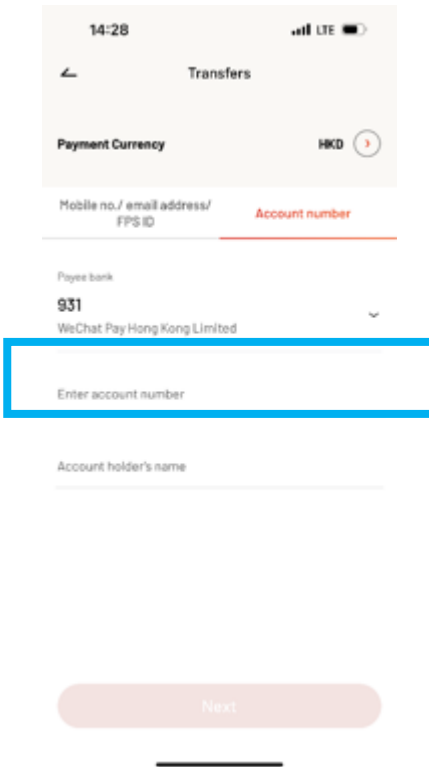 14:28
LTE
Transfers
Payment Currency
HKD
Mobile no./ email address/
FPS ID
Account number
Payee bank
931
WeChat Pay Hong Kong Limited
Enter account number
Account holder's name
Next